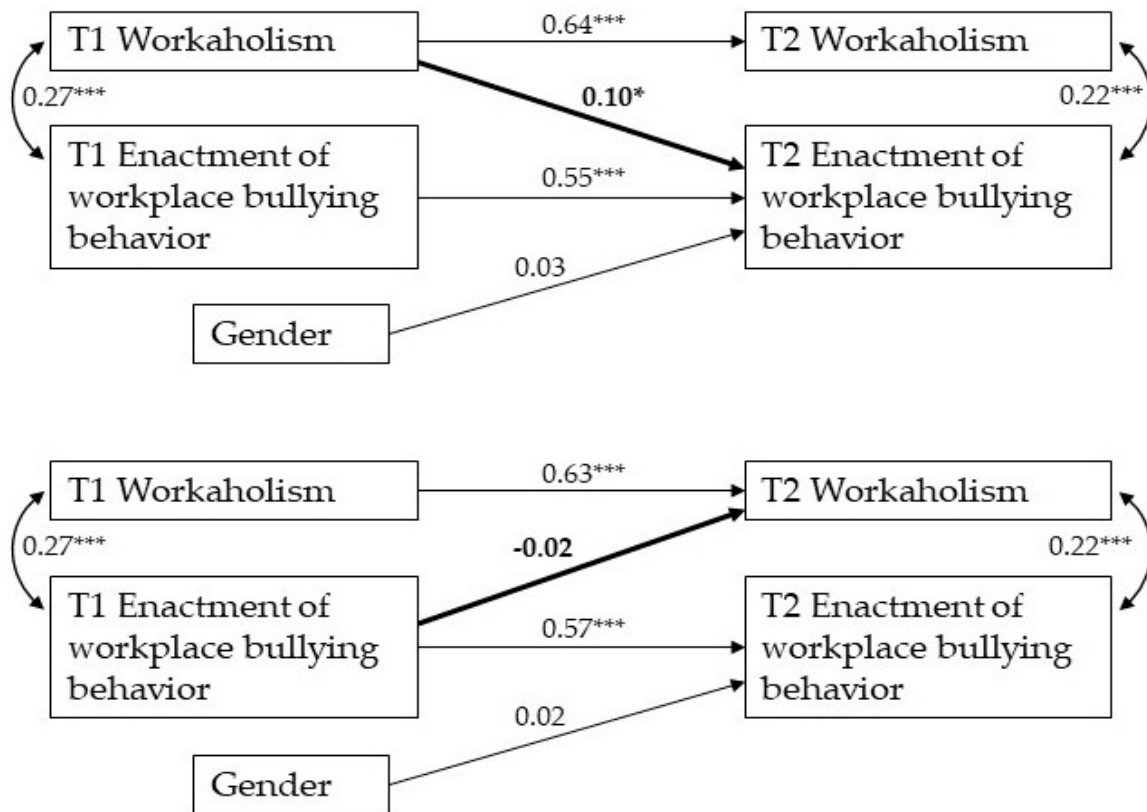 T1 Workaholism
0.64***
T2 Workaholism
0.27***
0.10*
0.22***
T1 Enactment of
workplace bullying
behavior
0.55***
T2 Enactment of
workplace bullying
behavior
0.03
Gender
T1 Workaholism
0.63***
T2 Workaholism
0.27***
-0.02
0.22***
T1 Enactment of
workplace bullying
behavior
0.57***
T2 Enactment of
workplace bullying
behavior
0.02
Gender